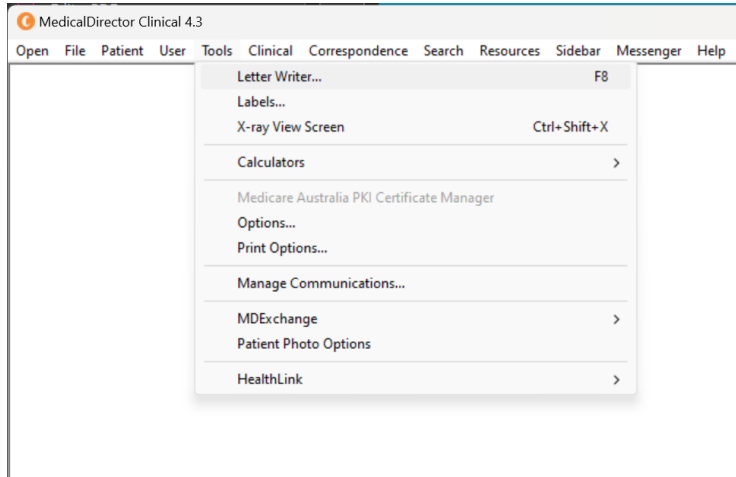 MedicalDirector Clinical 4.3
Open File Patient User Tools Clinical Correspondence Search Resources Sidebar Messenger Help
Letter Writer... F8
Labels...
X-ray View Screen Ctrl+Shift+X
Calculators
Medicare Australia PKI Certificate Manager
Options...
Print Options...
Manage Communications...
MDExchange
Patient Photo Options
HealthLink